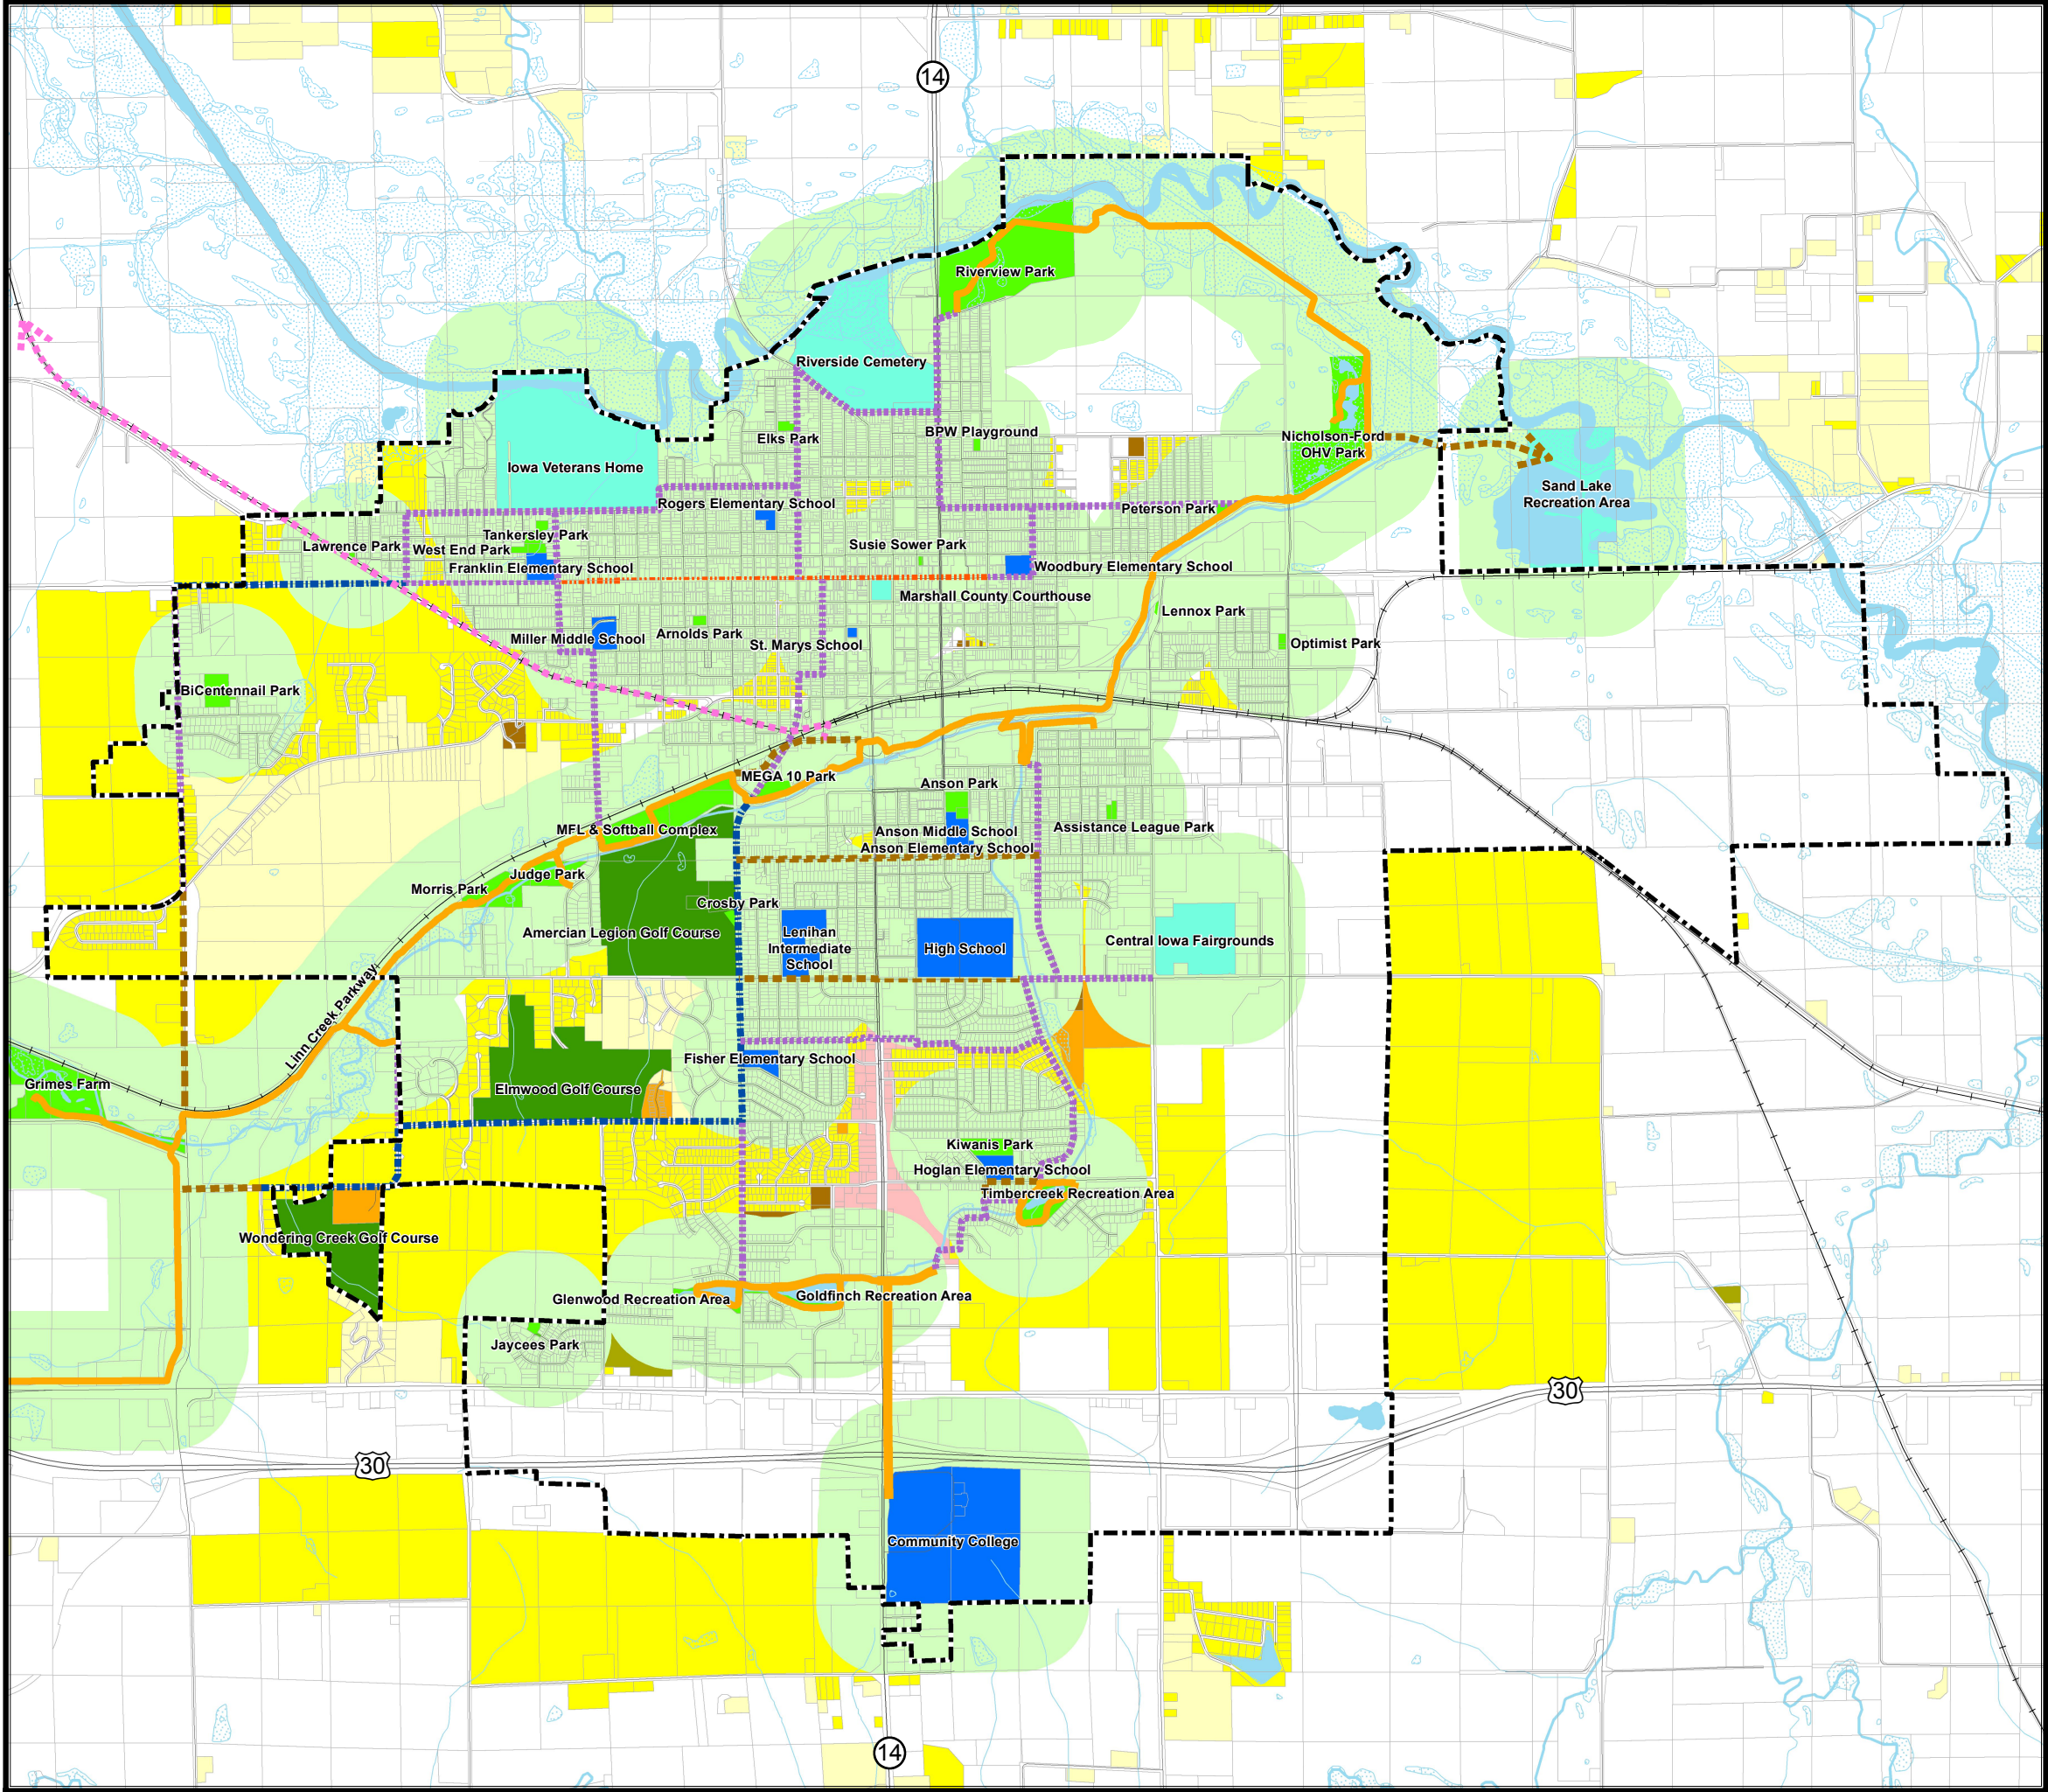 14
Riverview Park
Riverside Cemetery
Elks Park
BPW Playground
Nicholson-Ford
OHV Park
Iowa Veterans Home
Sand Lake
Recreation Area
Rogers Elementary School
Peterson Park
Tankersley Park
Lawrence Park
West End Park
Susie Sower Park
Franklin Elementary School
Woodbury Elementary School
Marshall County Courthouse
Lennox Park
Miller Middle School
Arnolds Park
St. Marys School
Optimist Park
BiCentennail Park
MEGA 10 Park
Anson Park
MFL & Softball Complex
Anson Middle School
Assistance League Park
Anson Elementary School
Judge Park
Morris Park
Crosby Park
Amercian Legion Golf Course
Lenihan
Intermediate
School
High School
Central Iowa Fairgrounds
Linn Creek Parkway
Fisher Elementary School
Grimes Farm
Elmwood Golf Course
Kiwanis Park
Hoglan Elementary School
Timbercreek Recreation Area
Wondering Creek Golf Course
Glenwood Recreation Area
Goldfinch Recreation Area
Jaycees Park
30
30
Community College
14